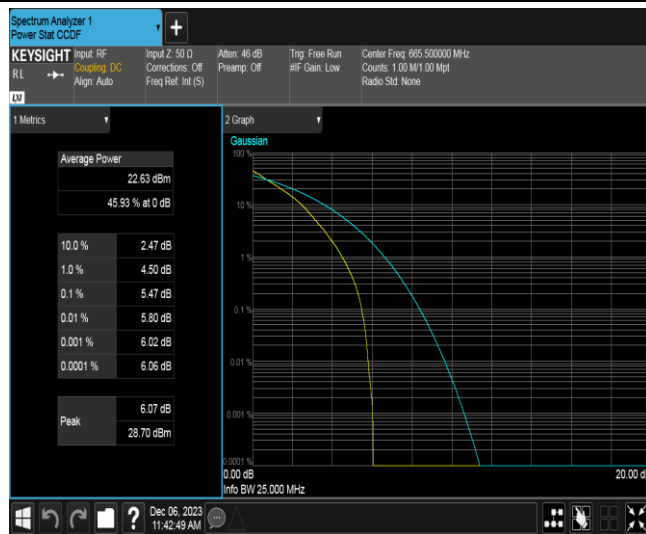 Spectrum Analyzer 1
Power Stat CCDF
+
KEYSIGHT
RL
Input: RF
Coupling: DC
Align: Auto
Input Z: 50 Ω
Corrections: Off
Freq Ref: Int (S)
Atten: 46 dB
Preamp: Off
Trig: Free Run
#IF Gain: Low
Center Freq: 665.500000 MHz
Counts: 1.00 M/1.00 Mpt
Radio Std: None
LXI
1 Metrics
Average Power
22.63 dBm
45.93 % at 0 dB
10.0 % 2.47 dB
1.0 % 4.50 dB
0.1 % 5.47 dB
0.01 % 5.80 dB
0.001 % 6.02 dB
0.0001 % 6.06 dB
Peak
6.07 dB
28.70 dBm
2 Graph
Gaussian
100 %
10 %
1 %
0.1 %
0.01 %
0.001 %
0.0001 %
0.00 dB
20.00 d
Info BW 25.000 MHz
?
Dec 06, 2023
11:42:49 AM